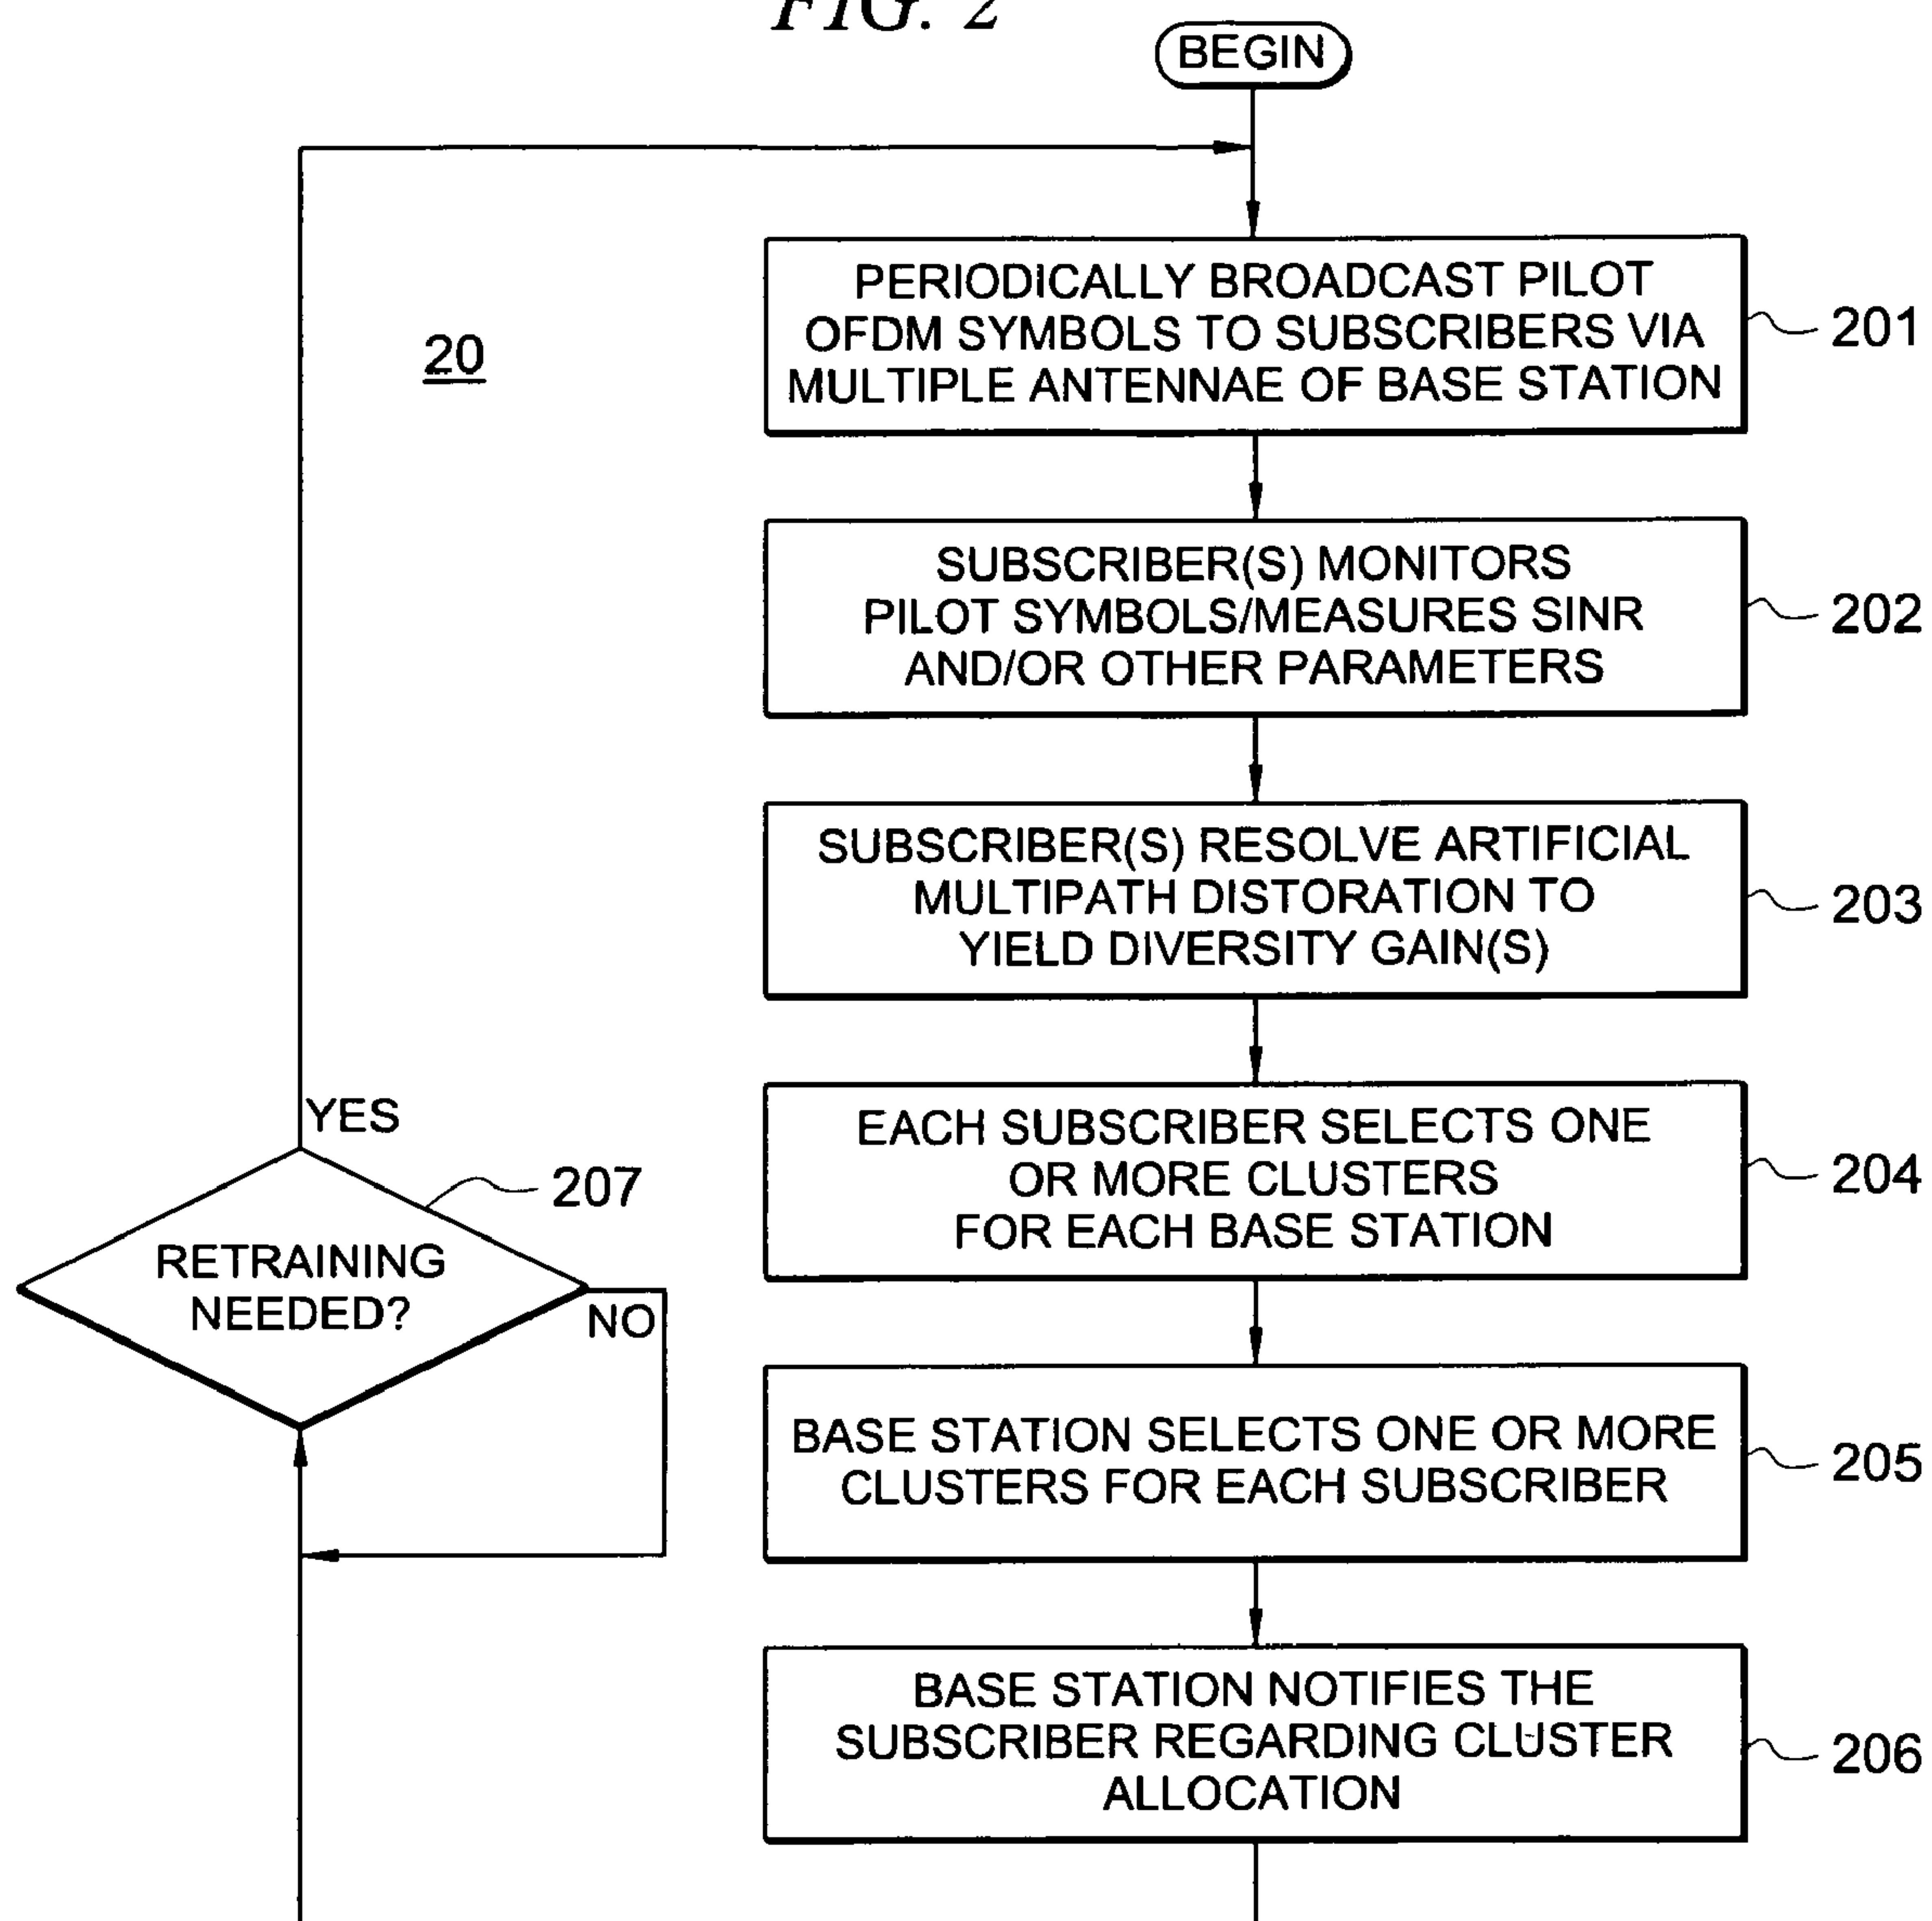 FIG. 2
BEGIN
20
PERIODICALLY BROADCAST PILOT
OFDM SYMBOLS TO SUBSCRIBERS VIA
MULTIPLE ANTENNAE OF BASE STATION
201
SUBSCRIBER(S) MONITORS
PILOT SYMBOLS/MEASURES SINR
AND/OR OTHER PARAMETERS
202
SUBSCRIBER(S) RESOLVE ARTIFICIAL
MULTIPATH DISTORATION TO
YIELD DIVERSITY GAIN(S)
203
EACH SUBSCRIBER SELECTS ONE
OR MORE CLUSTERS
FOR EACH BASE STATION
204
BASE STATION SELECTS ONE OR MORE
CLUSTERS FOR EACH SUBSCRIBER
205
BASE STATION NOTIFIES THE
SUBSCRIBER REGARDING CLUSTER
ALLOCATION
206
YES
207
RETRAINING
NEEDED?
NO